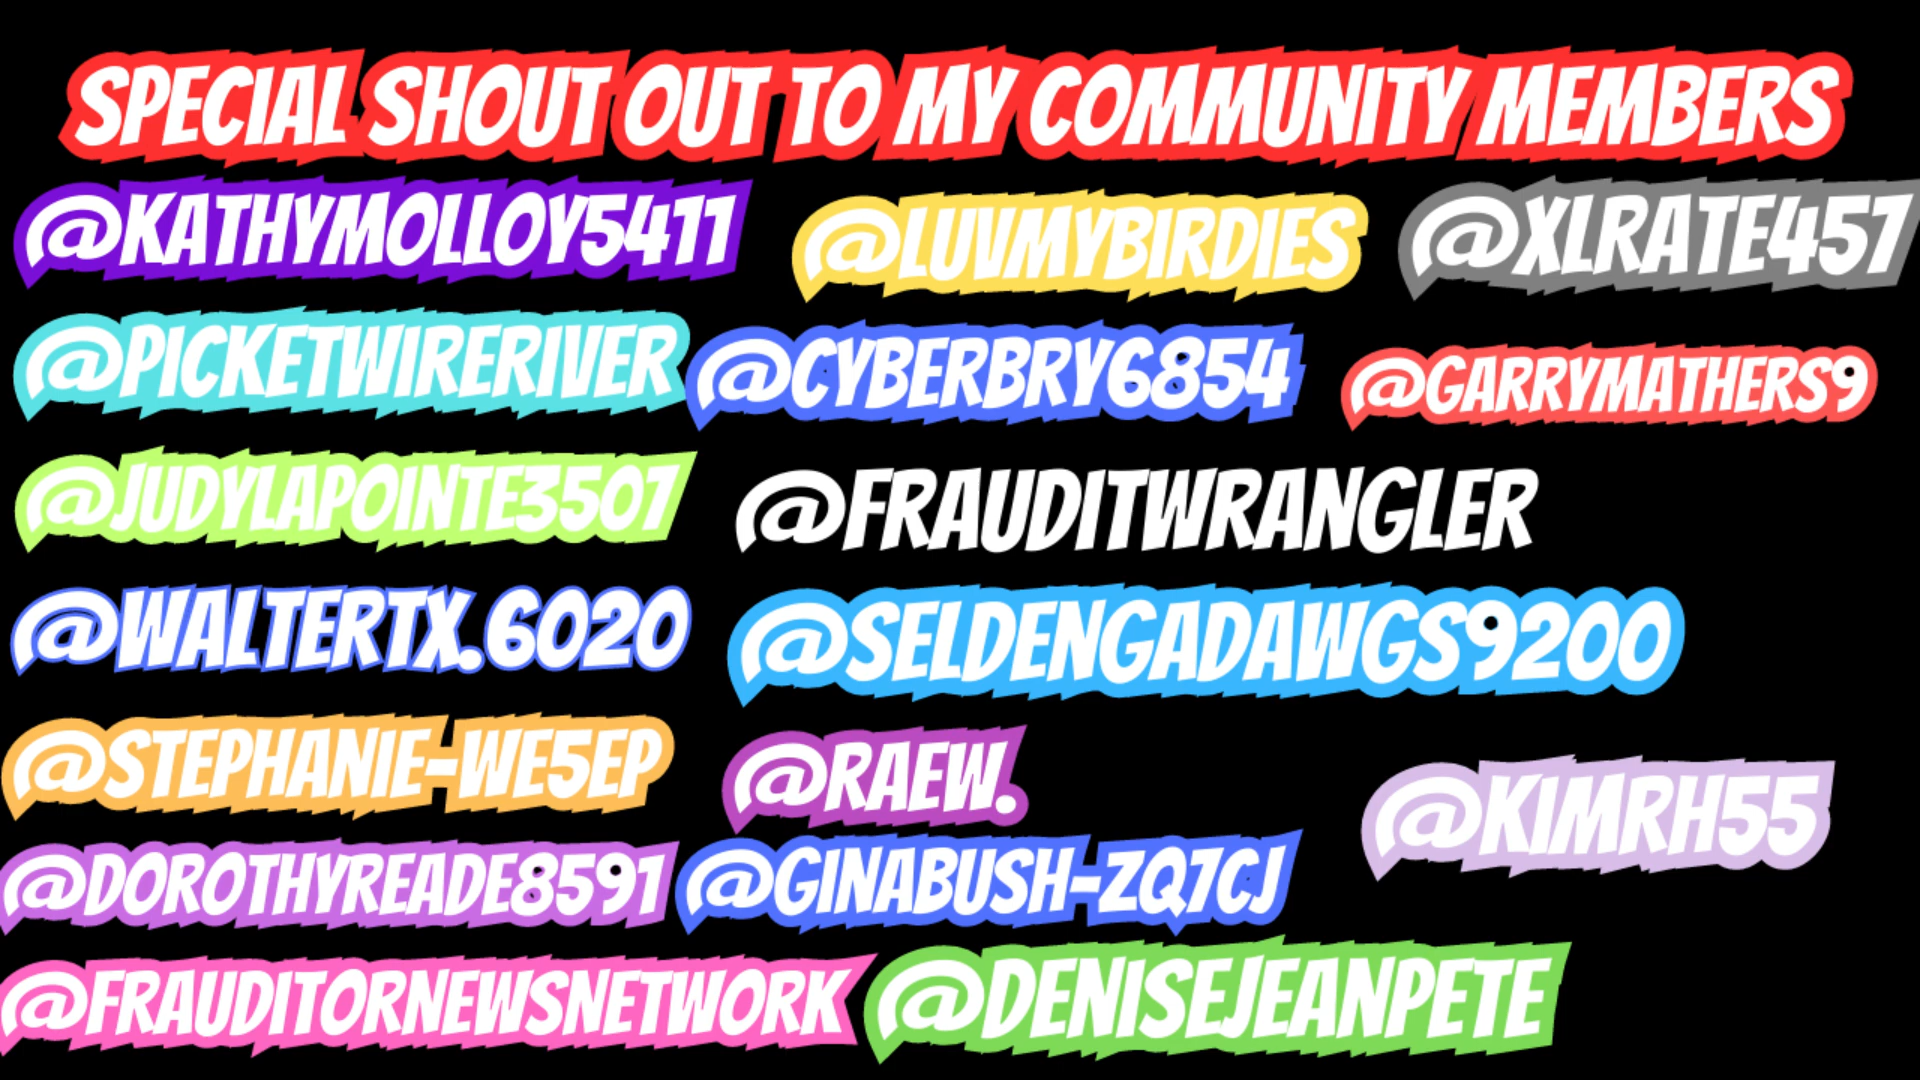 SPECIAL SHOUT OUT TO MY COMMUNITY MEMBERS
@KATHYMOLLOY5411 @LUVMYBIRDIES @XLRATE457
@PICKETWIRERIVER @CYBERBRY6854 @GARRYMATHERS9
@JUDYLAPOINTE3507 @FRAUDITWRANGLER
@WALTERTX.6020 @SELDENGADAWGS9200
@STEPHANIE-WE5EP @RAEW. @KIMRH55
@DOROTHYREADE8591 @GINABUSH-ZQ7CJ
@FRAUDITORNEWSNETWORK @DENISEJEANPETE